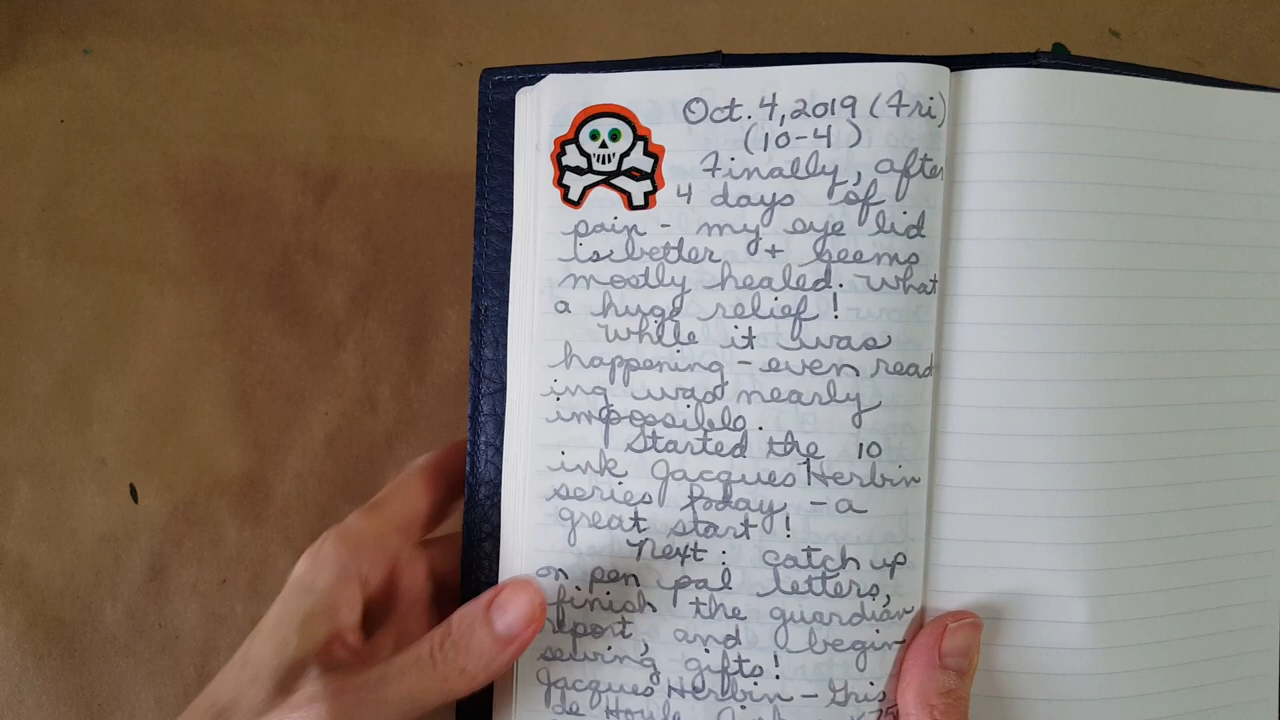 Oct. 4, 2019 (Fri)
(10-4)
Finally, after
4 days of
pain - my eye lid
is better + seems
mostly healed. What
a huge relief!
While it was
happening - even read
ing was nearly
impossible.
Started the 10
ink Jacques Herbin
series today - a
great start!
Next: catch up
on pen pal letters,
finish the guardian
report, and begin
sewing gifts!
Jacques Herbin - Gris
de Houle